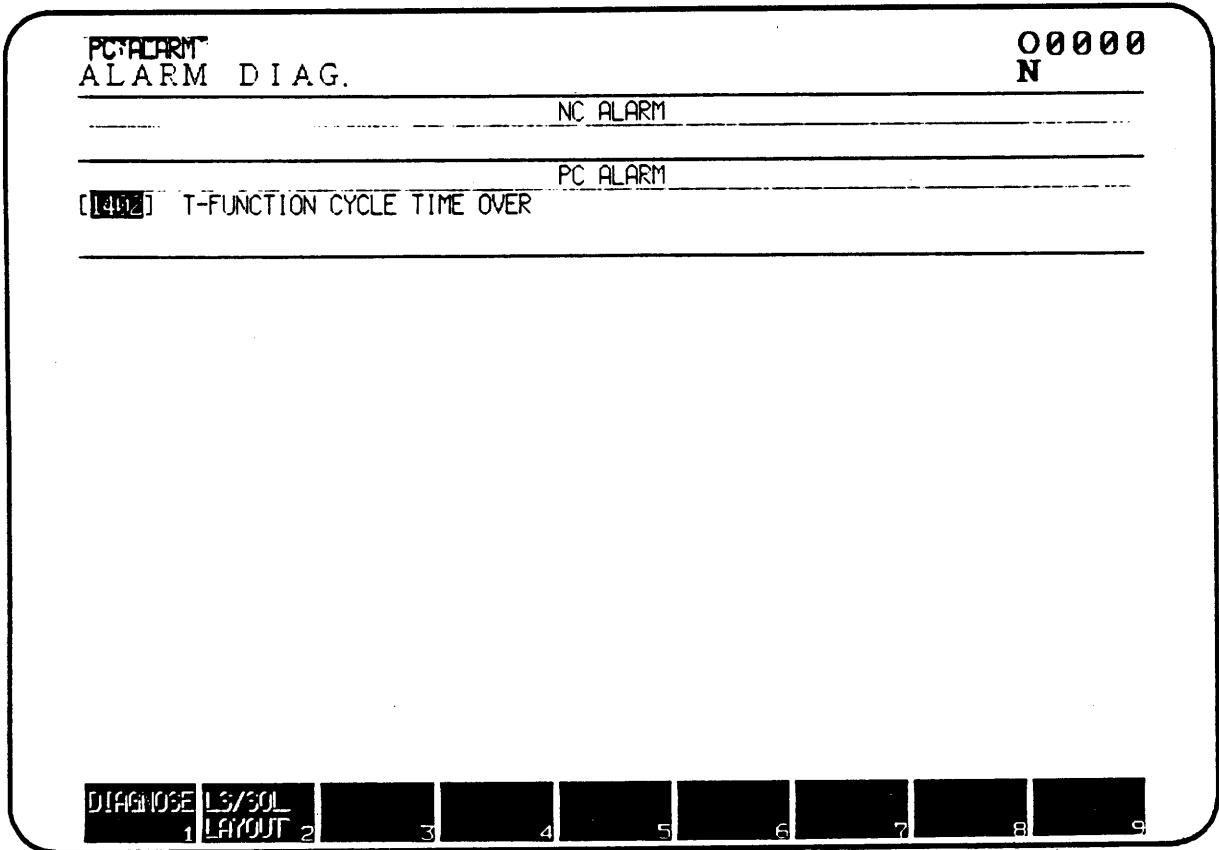 PC ALARM
O0000
ALARM DIAG.
N
NC ALARM
PC ALARM
[1402] T-FUNCTION CYCLE TIME OVER
DIAGNOSE LS/SOL
1 LAYOUT 2 3 4 5 6 7 8 9